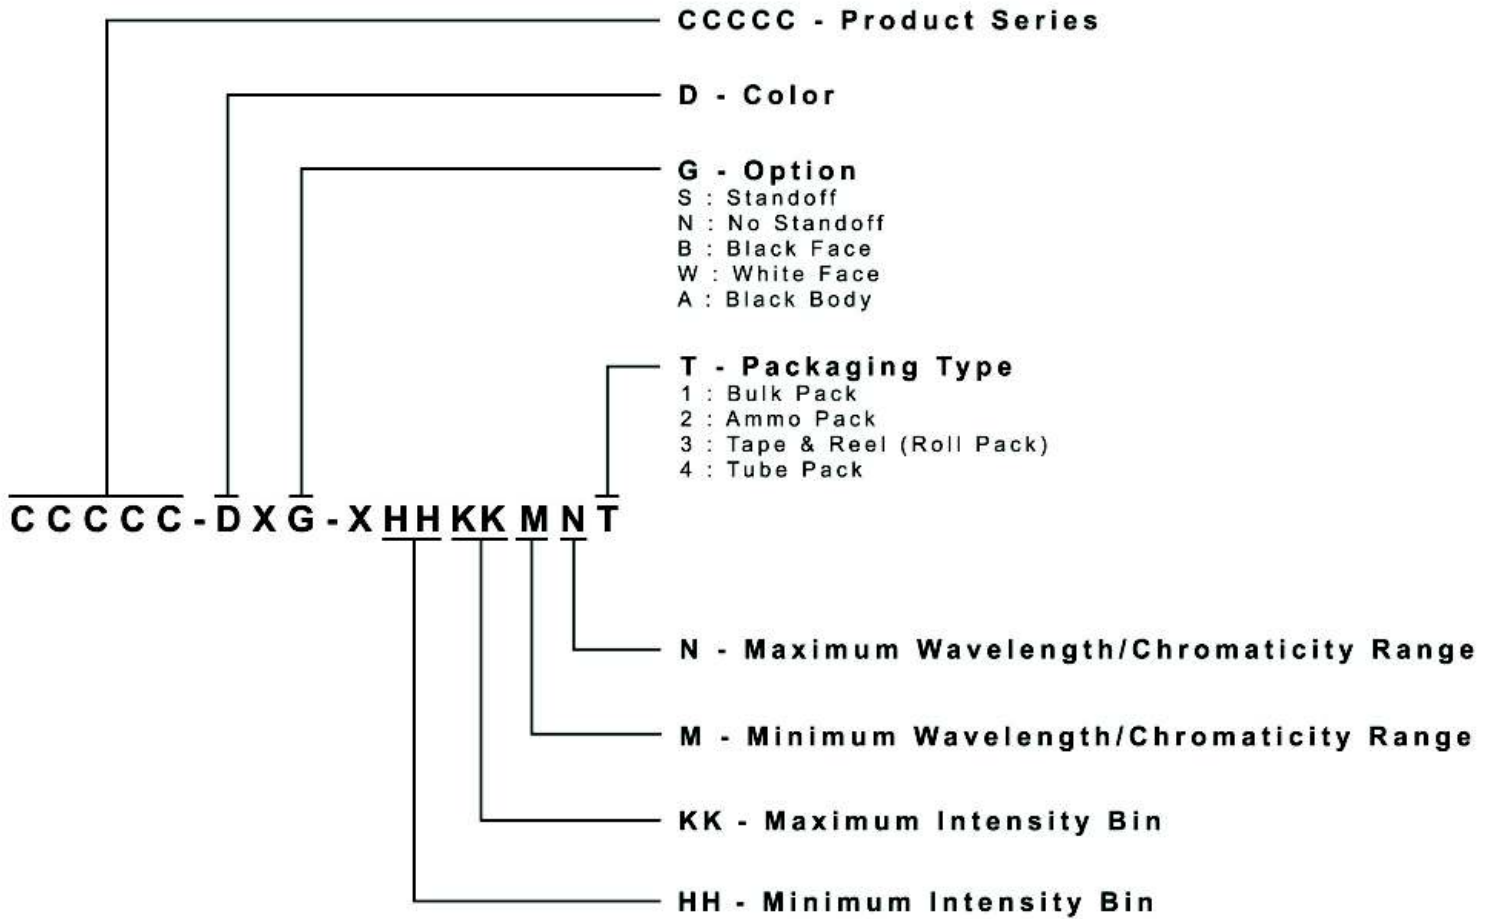 CCCCC - Product Series
D - Color
G - Option
S : Standoff
N : No Standoff
B : Black Face
W : White Face
A : Black Body
T - Packaging Type
1 : Bulk Pack
2 : Ammo Pack
3 : Tape & Reel (Roll Pack)
4 : Tube Pack
CCCCC-DXG-XHHKKMNT
N - Maximum Wavelength/Chromaticity Range
M - Minimum Wavelength/Chromaticity Range
KK - Maximum Intensity Bin
HH - Minimum Intensity Bin